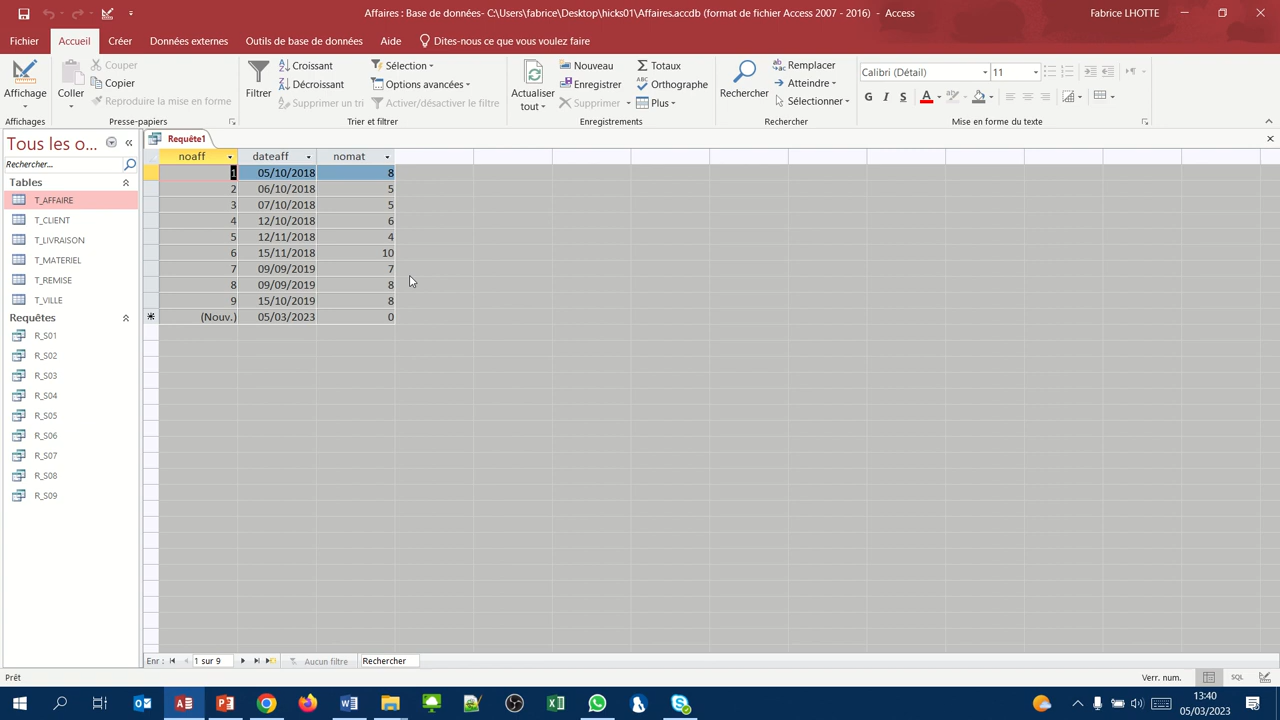 Affaires : Base de données- C:\Users\fabrice\Desktop\hicks01\Affaires.accdb (format de fichier Access 2007 - 2016) - Access
Fabrice LHOTTE
Fichier Accueil Créer Données externes Outils de base de données Aide Dites-nous ce que vous voulez faire
Affichage
Affichages
Coller
Couper
Copier
Reproduire la mise en forme
Presse-papiers
Filtrer
Croissant
Décroissant
Supprimer un tri
Sélection
Options avancées
Activer/désactiver le filtre
Trier et filtrer
Actualiser
tout
Nouveau
Enregistrer
Supprimer
Totaux
Orthographe
Plus
Enregistrements
Rechercher
Remplacer
Atteindre
Sélectionner
Rechercher
Calibri (Détail) 11
G I S A
Mise en forme du texte
Tous les o...
Rechercher...
Tables
T_AFFAIRE
T_CLIENT
T_LIVRAISON
T_MATERIEL
T_REMISE
T_VILLE
Requêtes
R_S01
R_S02
R_S03
R_S04
R_S05
R_S06
R_S07
R_S08
R_S09
Requête1
noaff dateaff nomat
1 05/10/2018 8
2 06/10/2018 5
3 07/10/2018 5
4 12/10/2018 6
5 12/11/2018 4
6 15/11/2018 10
7 09/09/2019 7
8 09/09/2019 8
9 15/10/2019 8
(Nouv.) 05/03/2023 0
Enr : 1 sur 9 Aucun filtre Rechercher
Prêt
Verr. num. SQL
13:40
05/03/2023